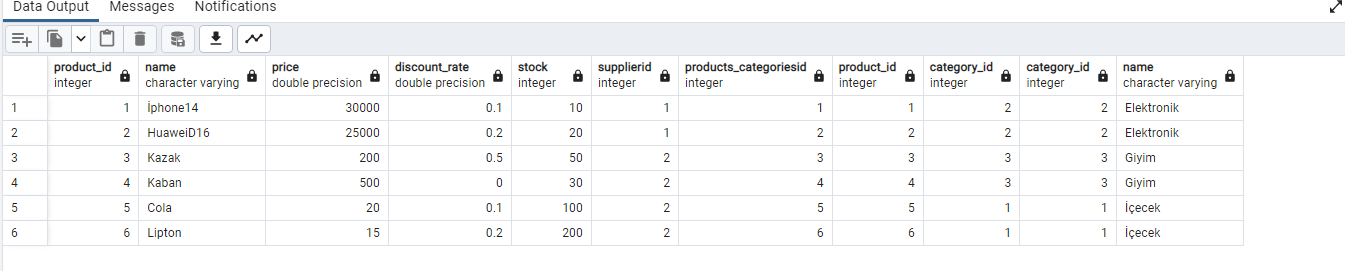 Data Output Messages Notifications
product_id integer name character varying price double precision discount_rate double precision stock integer supplierid integer products_categoriesid integer product_id integer category_id integer category_id integer name character varying
1 1 İphone14 30000 0.1 10 1 1 1 2 2 Elektronik
2 2 HuaweiD16 25000 0.2 20 1 2 2 2 2 Elektronik
3 3 Kazak 200 0.5 50 2 3 3 3 3 Giyim
4 4 Kaban 500 0 30 2 4 4 3 3 Giyim
5 5 Cola 20 0.1 100 2 5 5 1 1 İçecek
6 6 Lipton 15 0.2 200 2 6 6 1 1 İçecek